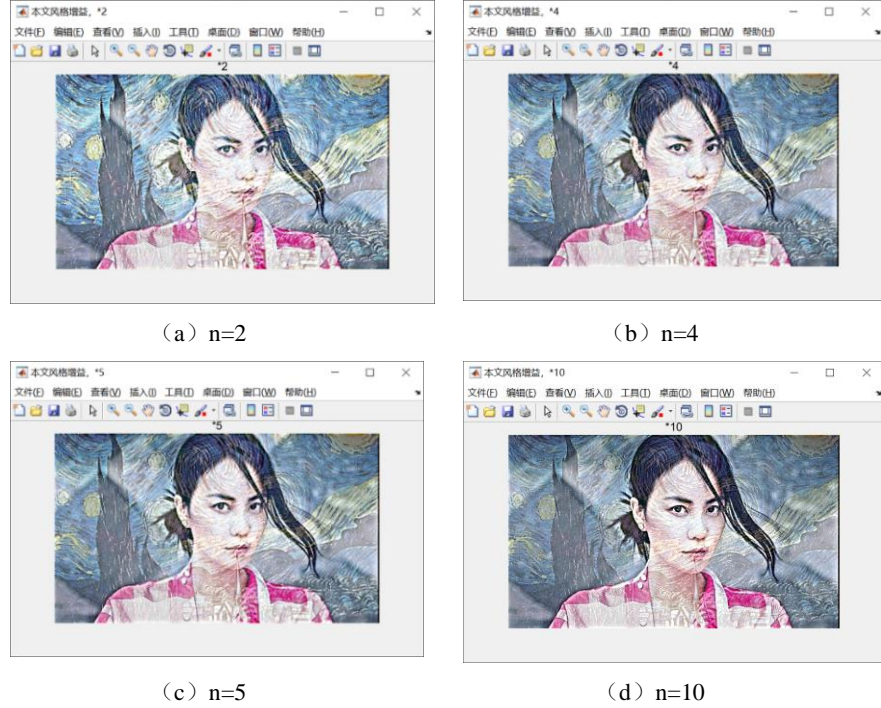 本文风格增益，*2
文件(F) 编辑(E) 查看(V) 插入(I) 工具(T) 桌面(D) 窗口(W) 帮助(H)
*2
（a）n=2
本文风格增益，*4
文件(F) 编辑(E) 查看(V) 插入(I) 工具(T) 桌面(D) 窗口(W) 帮助(H)
*4
（b）n=4
本文风格增益，*5
文件(F) 编辑(E) 查看(V) 插入(I) 工具(T) 桌面(D) 窗口(W) 帮助(H)
*5
（c）n=5
本文风格增益，*10
文件(F) 编辑(E) 查看(V) 插入(I) 工具(T) 桌面(D) 窗口(W) 帮助(H)
*10
（d）n=10